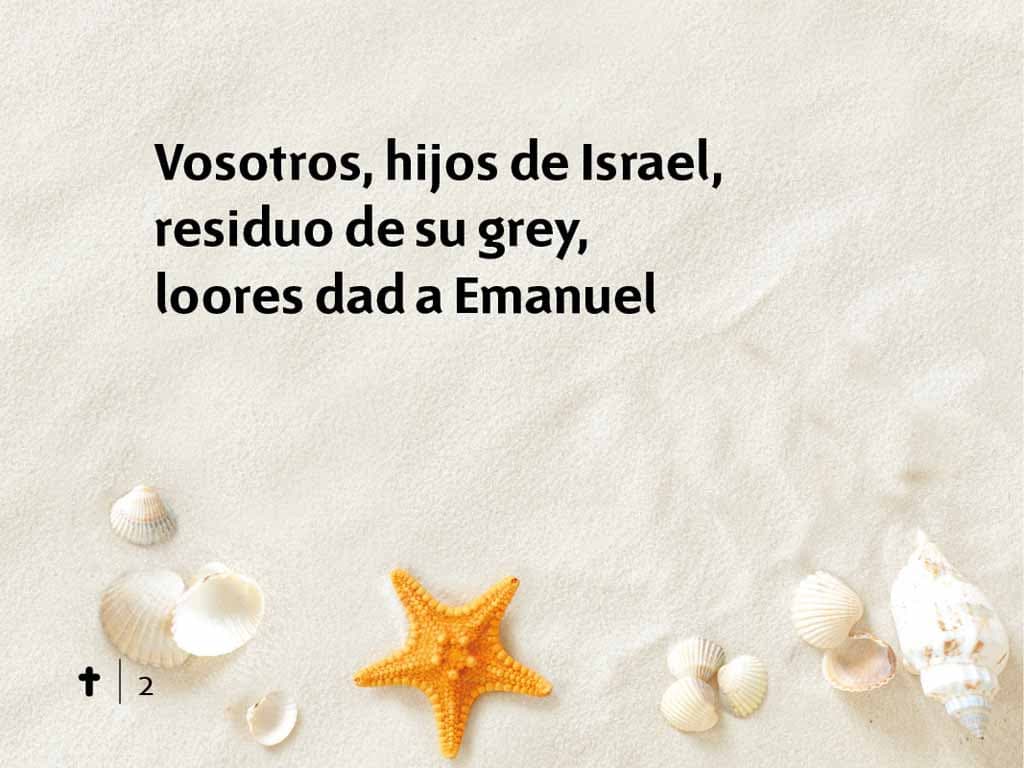 Vosotros, hijos de Israel,
residuo de su grey,
loores dad a Emanuel
2